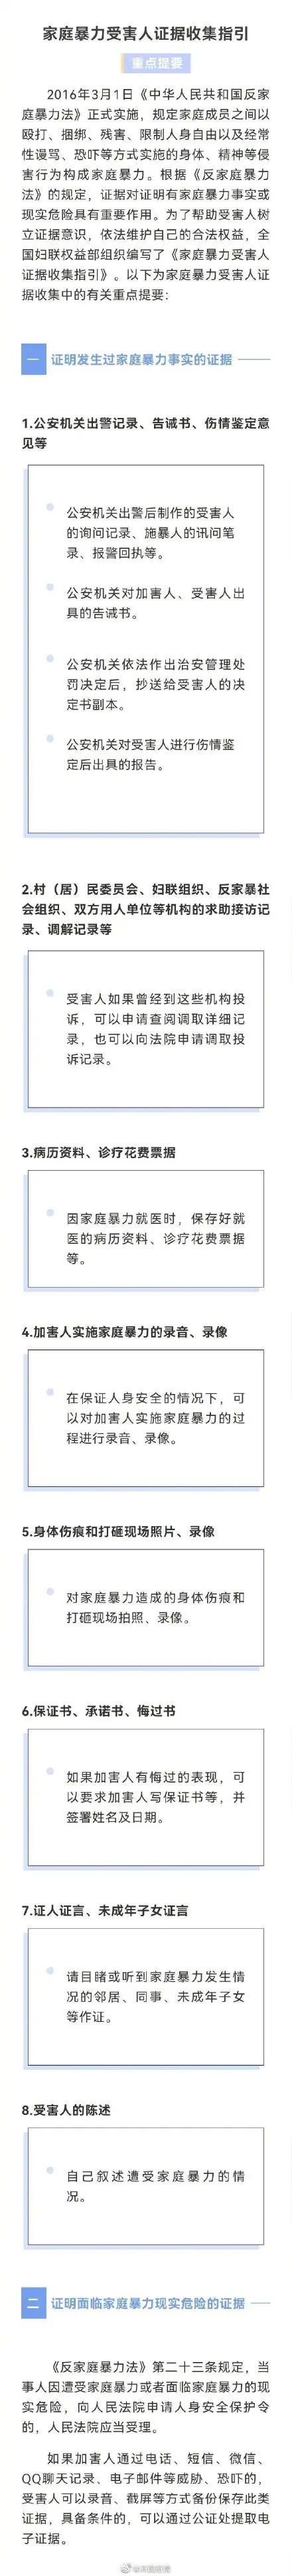 家庭暴力受害人证据收集指引
重点提要
2016年3月1日《中华人民共和国反家
庭暴力法》正式实施，规定家庭成员之间以
殴打、捆绑、残害、限制人身自由以及经常
性谩骂、恐吓等方式实施的身体、精神等侵
害行为构成家庭暴力。根据《反家庭暴力
法》的规定，证据对证明有家庭暴力事实或
现实危险具有重要作用。为了帮助受害人树
立证据意识，依法维护自己的合法权益，全
国妇联权益部组织编写了《家庭暴力受害人
证据收集指引》。以下为家庭暴力受害人证
据收集中的有关重点提要：
一 证明发生过家庭暴力事实的证据
1.公安机关出警记录、告诫书、伤情鉴定意
见等
公安机关出警后制作的受害人
的询问记录、施暴人的讯问笔
录、报警回执等。
公安机关对加害人、受害人出
具的告诫书。
公安机关依法作出治安管理处
罚决定后，抄送给受害人的决
定书副本。
公安机关对受害人进行伤情鉴
定后出具的报告。
2.村（居）民委员会、妇联组织、反家暴社
会组织、双方用人单位等机构的求助接访记
录、调解记录等
受害人如果曾经到这些机构投
诉，可以申请查阅调取详细记
录，也可以向法院申请调取投
诉记录。
3.病历资料、诊疗花费票据
因家庭暴力就医时，保存好就
医的病历资料、诊疗花费票据
等。
4.加害人实施家庭暴力的录音、录像
在保证人身安全的情况下，可
以对加害人实施家庭暴力的过
程进行录音、录像。
5.身体伤痕和打砸现场照片、录像
对家庭暴力造成的身体伤痕和
打砸现场拍照、录像。
6.保证书、承诺书、悔过书
如果加害人有悔过的表现，可
以要求加害人写保证书等，并
签署姓名及日期。
7.证人证言、未成年子女证言
请目睹或听到家庭暴力发生情
况的邻居、同事、未成年子女
等作证。
8.受害人的陈述
自己叙述遭受家庭暴力的情
况。
二 证明面临家庭暴力现实危险的证据
《反家庭暴力法》第二十三条规定，当
事人因遭受家庭暴力或者面临家庭暴力的现
实危险，向人民法院申请人身安全保护令
的，人民法院应当受理。
如果加害人通过电话、短信、微信、
QQ聊天记录、电子邮件等威胁、恐吓的，
受害人可以录音、截屏等方式备份保存此类
证据，具备条件的，可以通过公证处提取电
子证据。